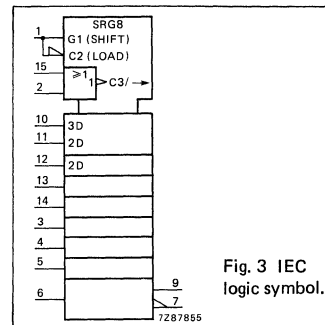 SRG8
1 G1 (SHIFT)
C2 (LOAD)
15 ≥1
1 C3/→
2
10 3D
11 2D
12 2D
13
14
3
4
5
6
9
7
7Z87855
Fig. 3 IEC
logic symbol.